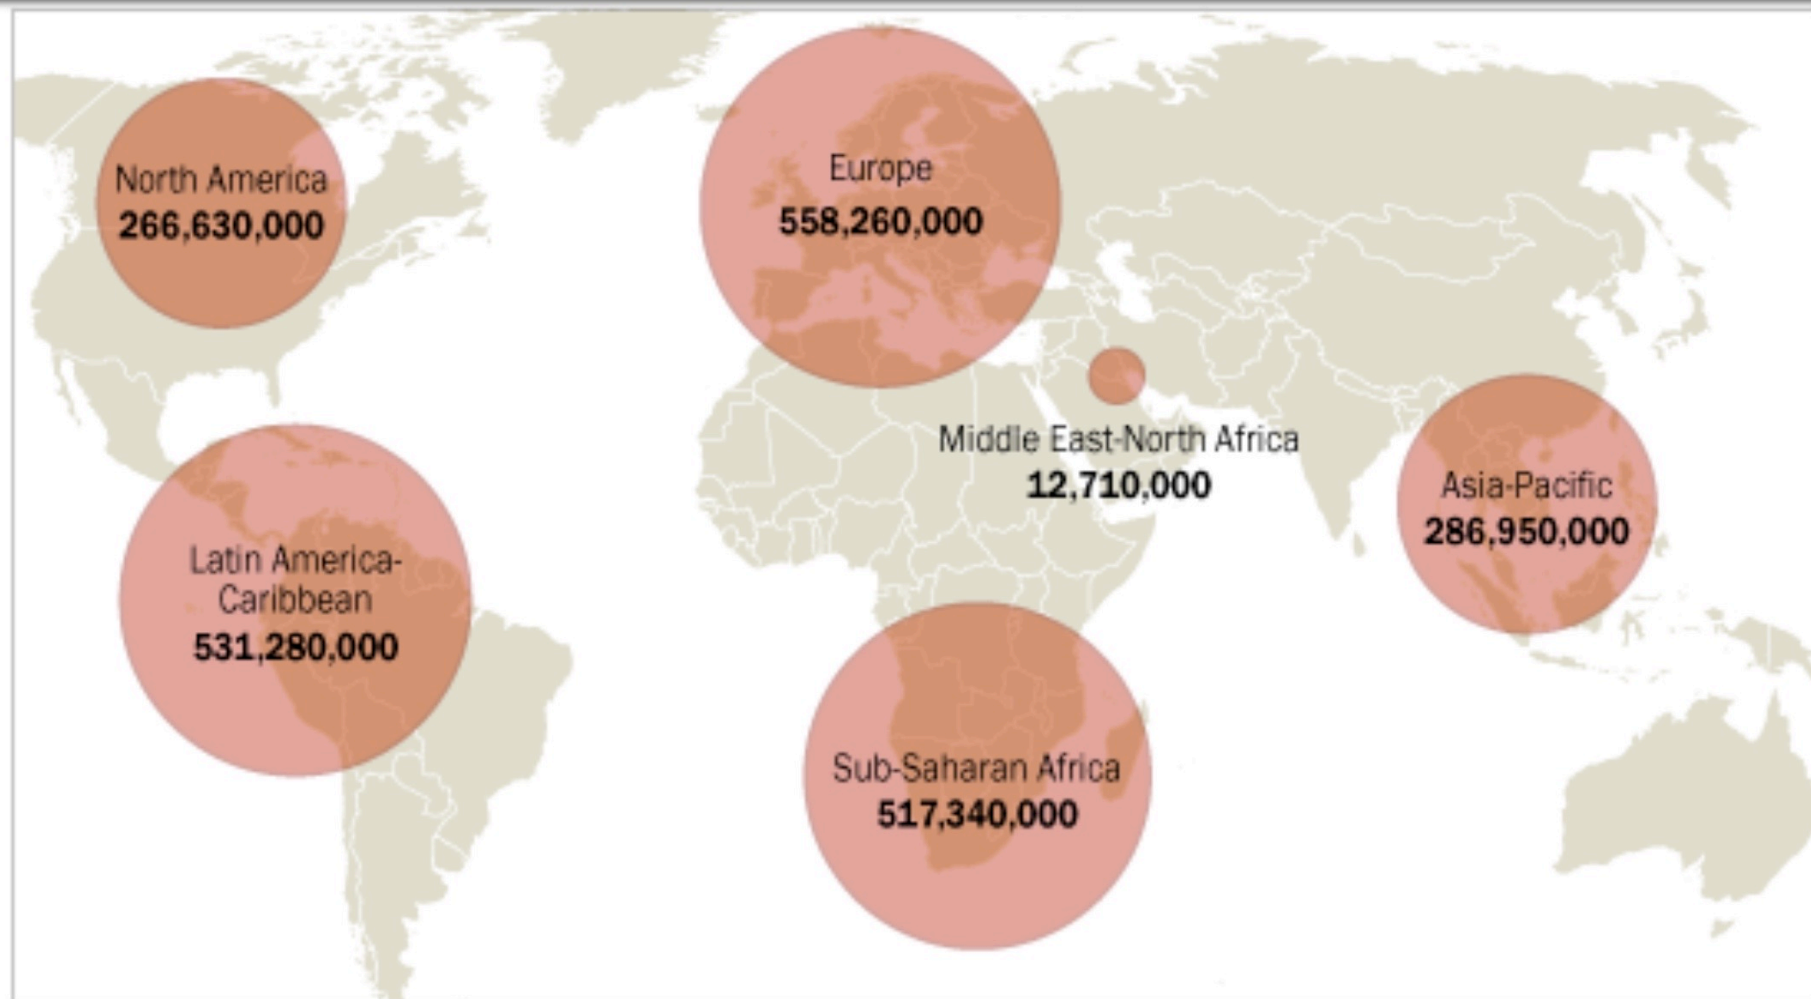 North America
266,630,000
Europe
558,260,000
Middle East-North Africa
12,710,000
Asia-Pacific
286,950,000
Latin America-
Caribbean
531,280,000
Sub-Saharan Africa
517,340,000